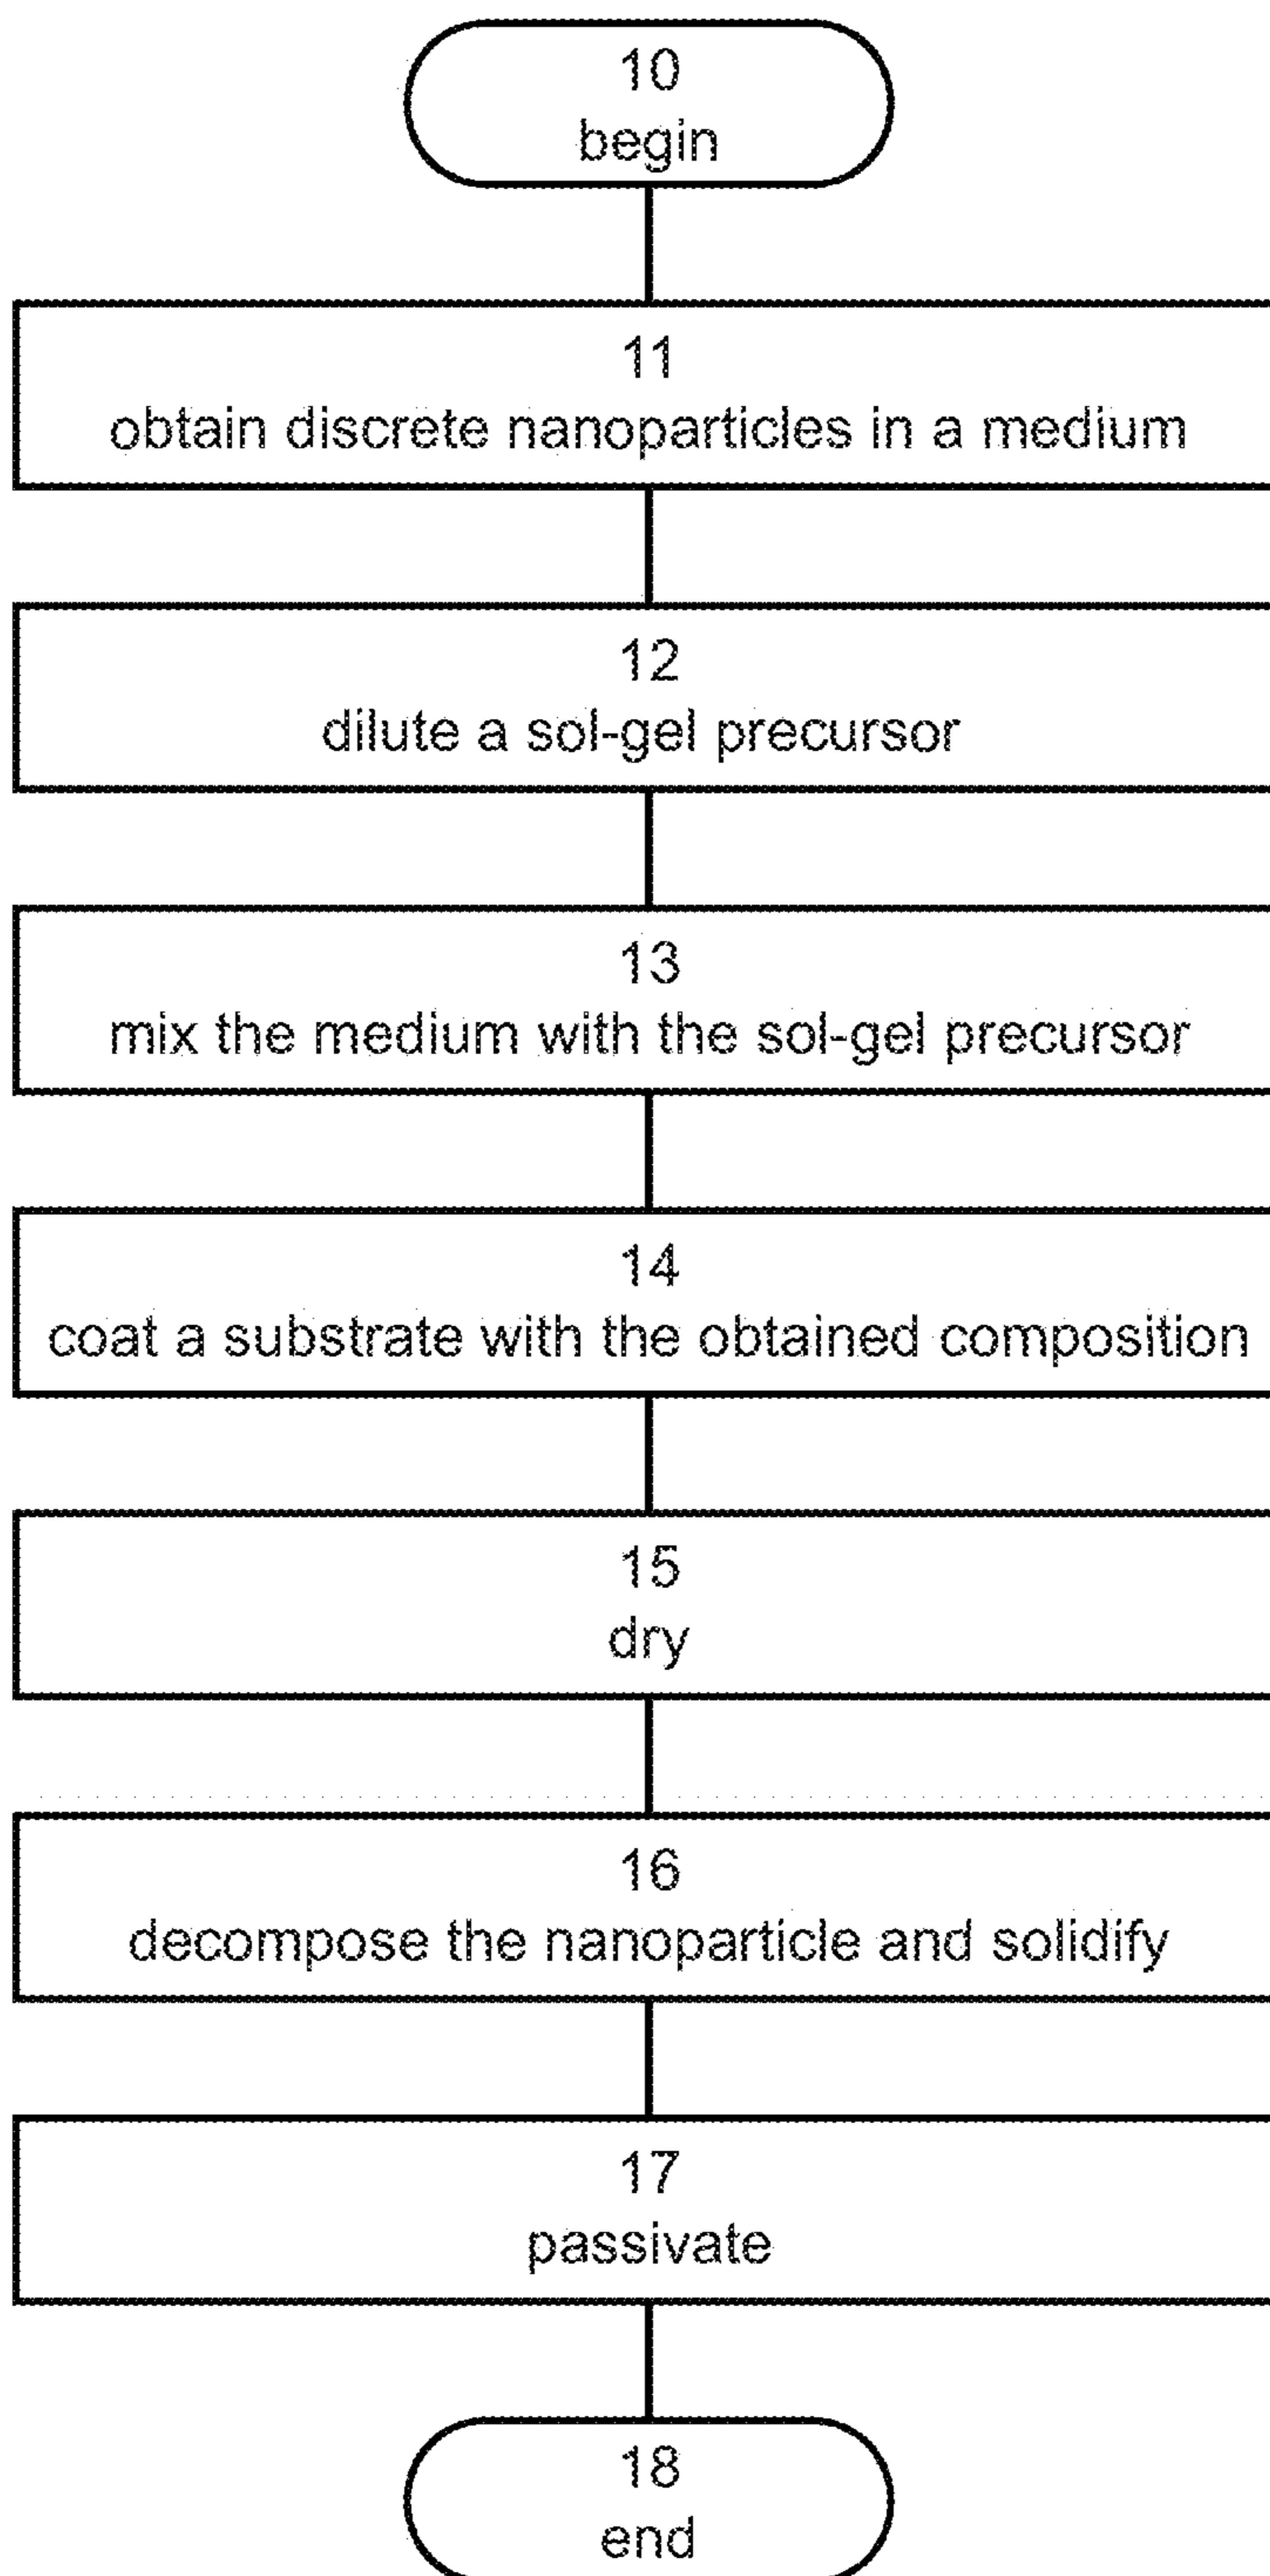 10
begin
11
obtain discrete nanoparticles in a medium
12
dilute a sol-gel precursor
13
mix the medium with the sol-gel precursor
14
coat a substrate with the obtained composition
15
dry
16
decompose the nanoparticle and solidify
17
passivate
18
end